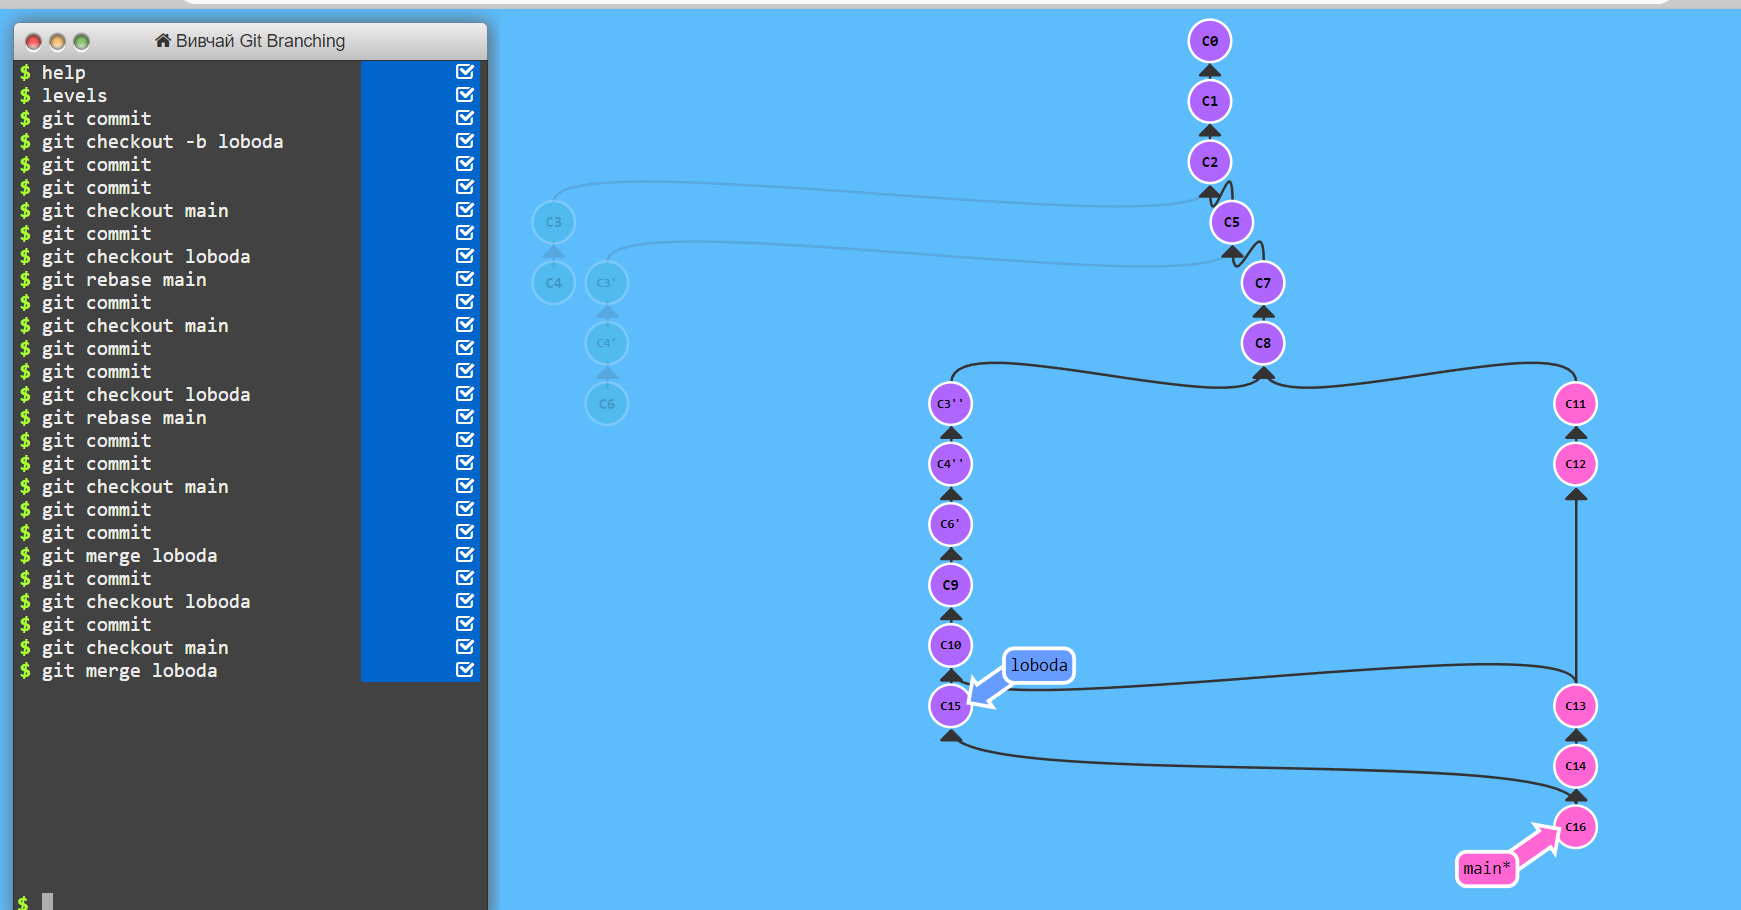 Вивчай Git Branching
$ help
$ levels
$ git commit
$ git checkout -b loboda
$ git commit
$ git commit
$ git checkout main
$ git commit
$ git checkout loboda
$ git rebase main
$ git commit
$ git checkout main
$ git commit
$ git commit
$ git checkout loboda
$ git rebase main
$ git commit
$ git commit
$ git checkout main
$ git commit
$ git commit
$ git merge loboda
$ git commit
$ git checkout loboda
$ git commit
$ git checkout main
$ git merge loboda
$
C0
C1
C2
C3
C5
C4
C3'
C7
C4'
C8
C6
C3''
C11
C4''
C12
C6'
C9
C10
loboda
C15
C13
C14
C16
main*